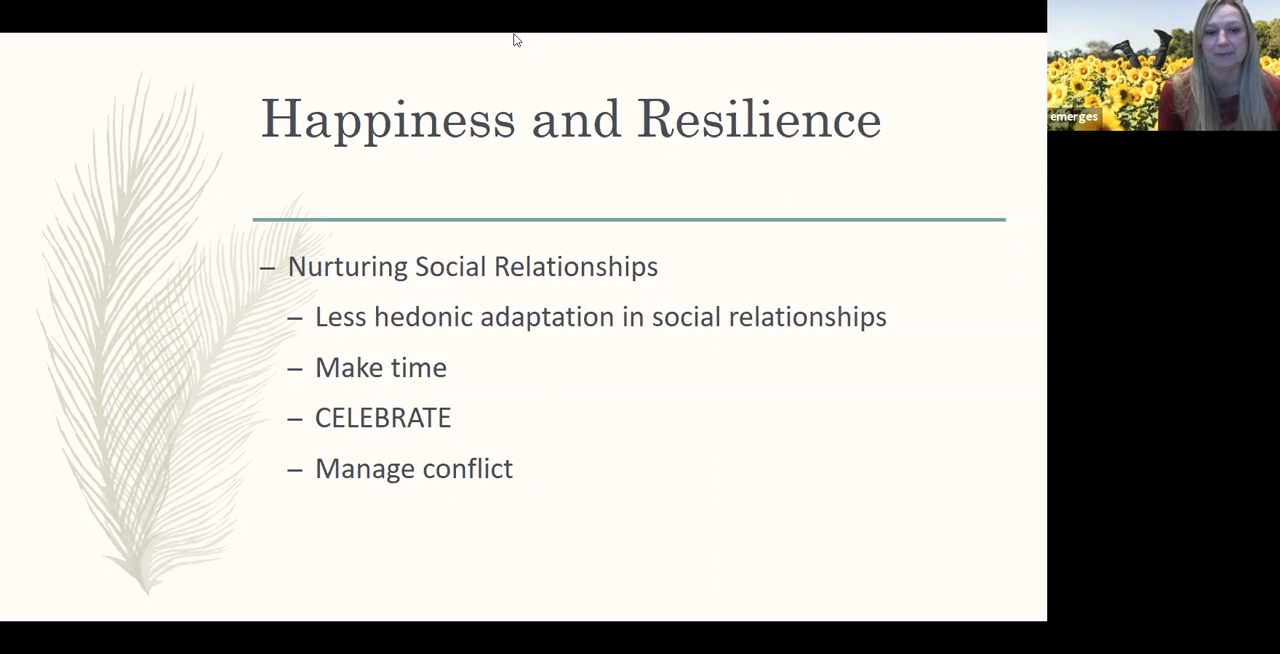 Happiness and Resilience
– Nurturing Social Relationships
– Less hedonic adaptation in social relationships
– Make time
– CELEBRATE
– Manage conflict
emerges